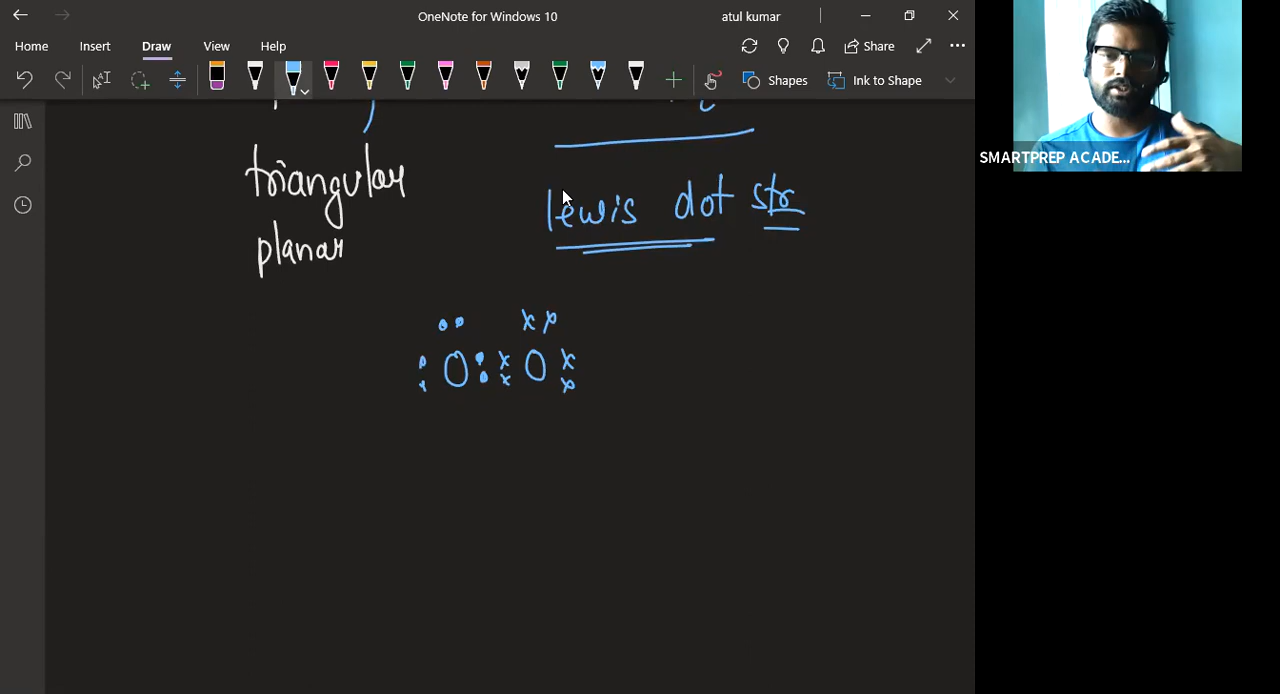 OneNote for Windows 10
atul kumar
Home Insert Draw View Help
Share
Shapes
Ink to Shape
SMARTPREP ACADE...
triangular
planar
lewis dot str
O O